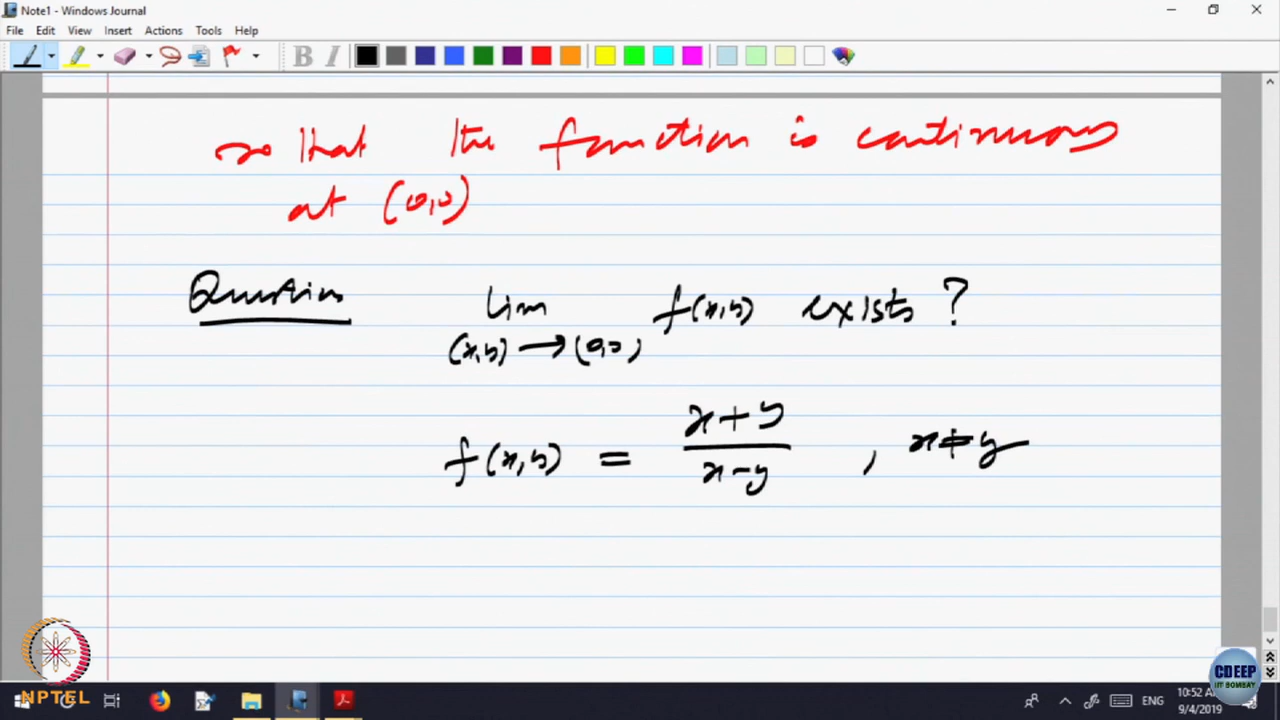 Note1 - Windows Journal
File Edit View Insert Actions Tools Help
B I
so that the function is continuous
at (0,0)
Question lim f(x,y) exists ?
(x,y) → (0,0)
f(x,y) = x+y / x-y , x≠y
NPTEL
CDEEP
IIT BOMBAY
ENG
10:52 A
9/4/2019